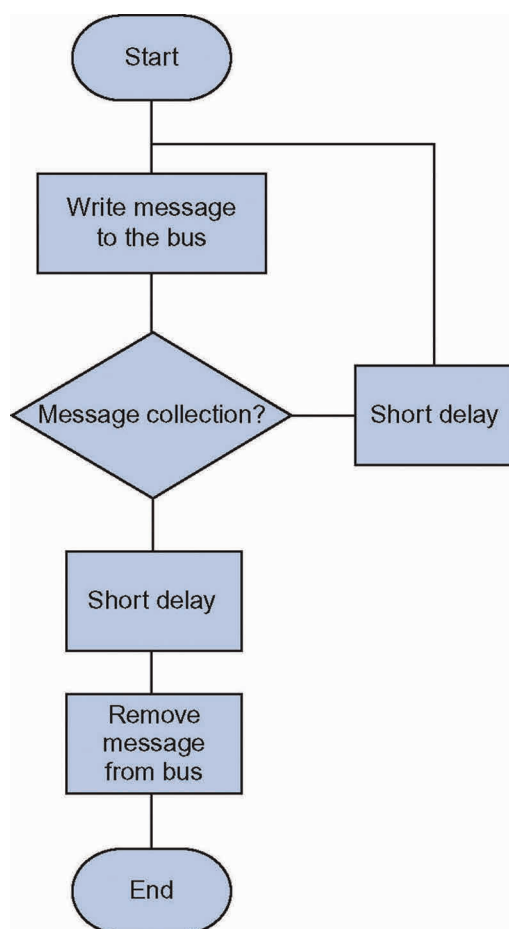 Start
Write message
to the bus
Message collection?
Short delay
Short delay
Remove
message
from bus
End